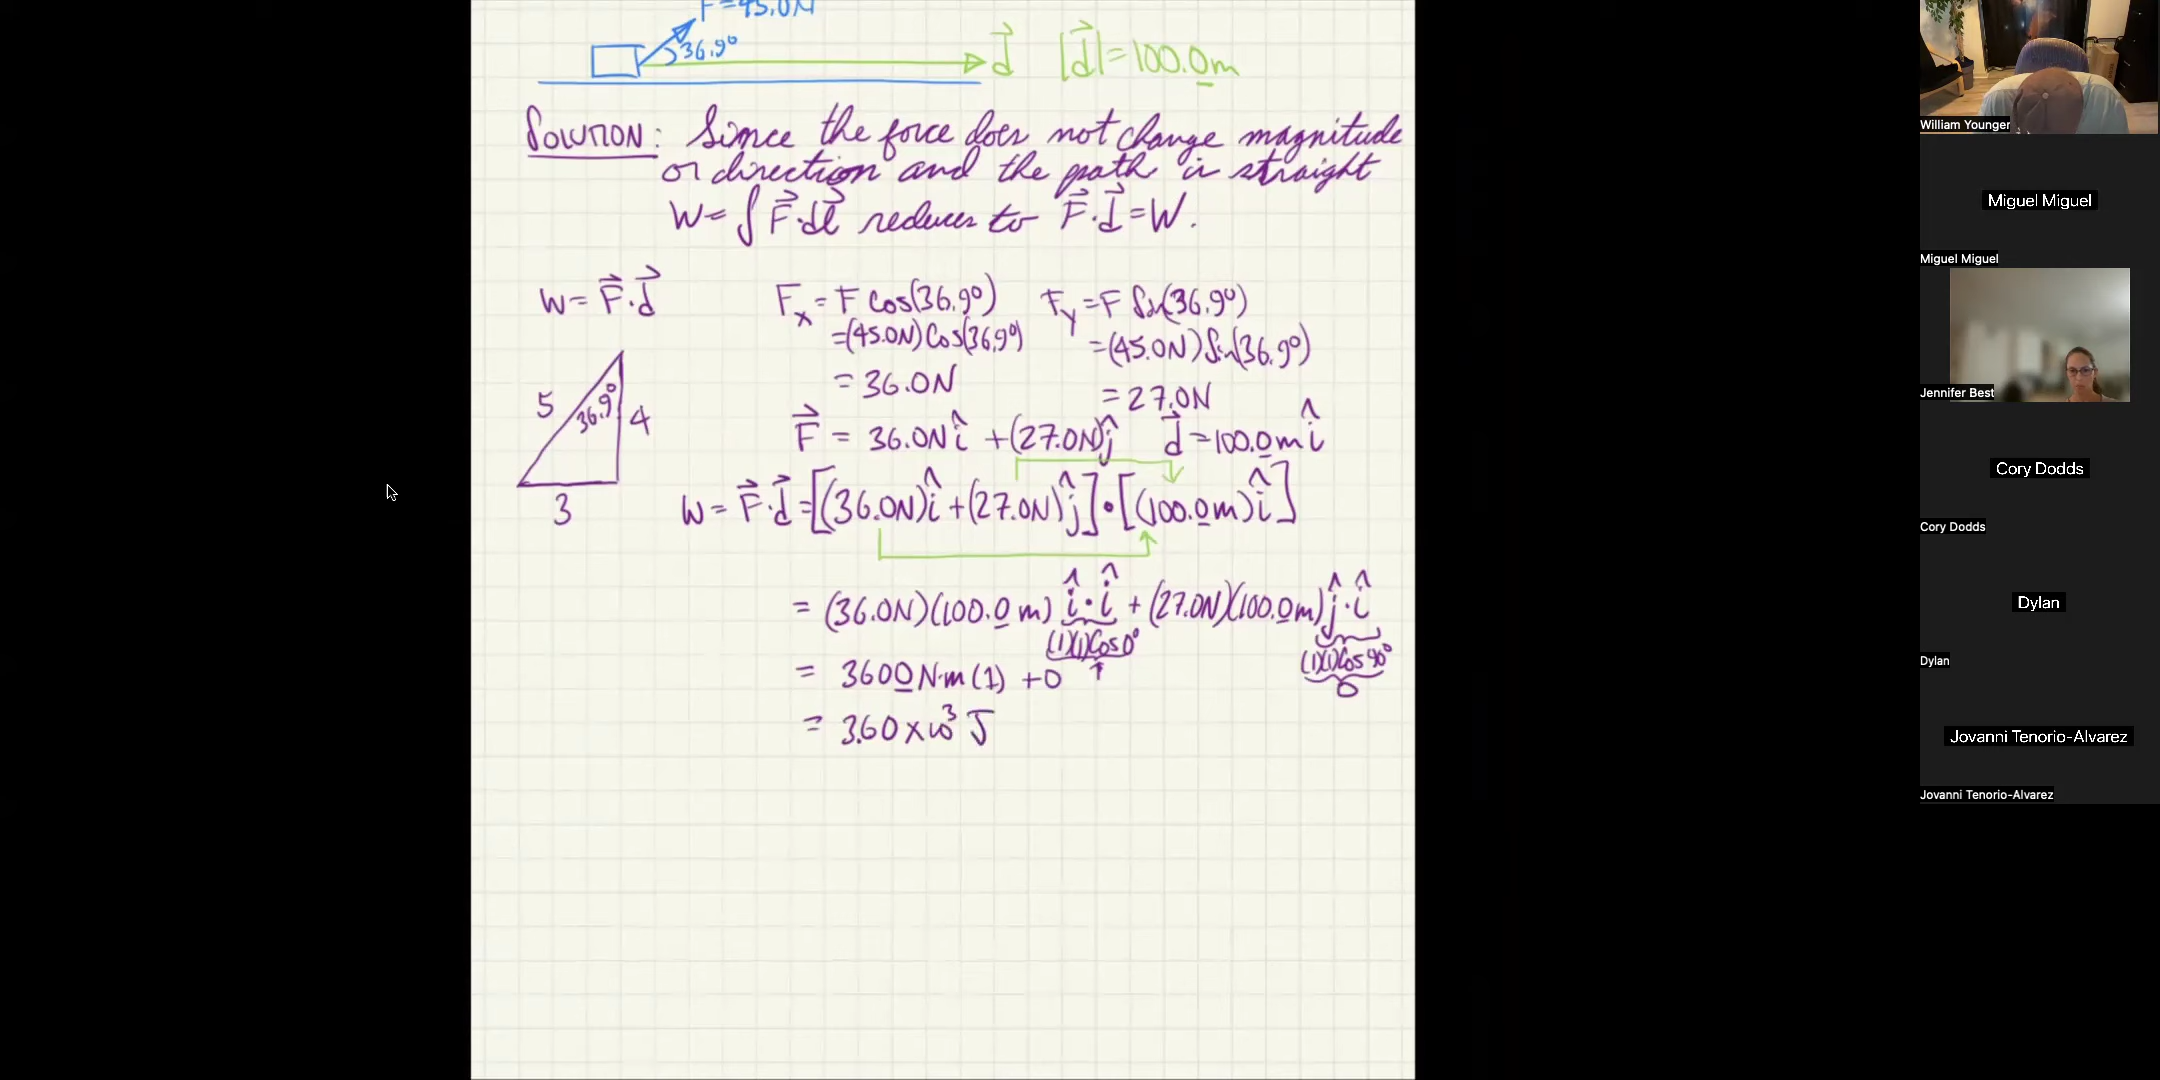 F = 45.0N
36.9° d⃗ |d⃗| = 100.0m
SOLUTION: Since the force does not change magnitude
or direction and the path is straight
W = ∫ F⃗·dl⃗ reduces to F⃗·d⃗ = W.
W = F⃗·d⃗ Fx = F Cos(36.9°) Fy = F Sin(36.9°)
= (45.0N) Cos(36.9°) = (45.0N) Sin(36.9°)
= 36.0N = 27.0N
5 36.9° 4
3
F⃗ = 36.0N î + (27.0N) ĵ d⃗ = 100.0m î
W = F⃗·d⃗ = [(36.0N) î + (27.0N) ĵ] • [(100.0m) î]
= (36.0N)(100.0 m) î·î + (27.0N)(100.0m) ĵ·î
(1)(1)Cos0° (1)(1)Cos 90°
= 3600 N·m (1) + 0 0
= 3.60 × 10³ J
William Younger
Miguel Miguel
Miguel Miguel
Jennifer Best
Cory Dodds
Cory Dodds
Dylan
Dylan
Jovanni Tenorio-Alvarez
Jovanni Tenorio-Alvarez